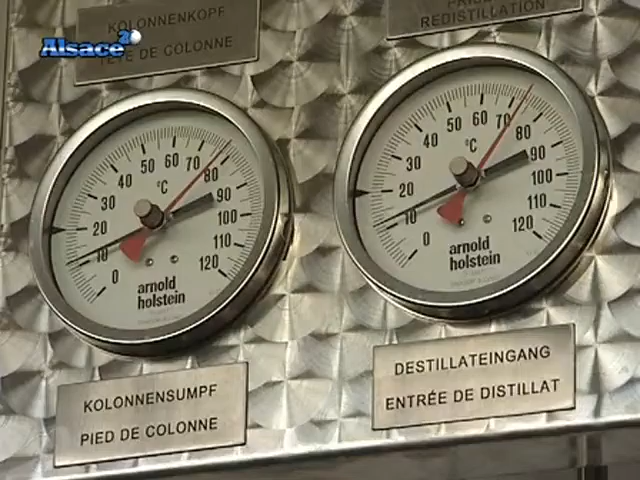 KOLONNENKOPF
TÊTE DE COLONNE
REDISTILLATION
Alsace 20
0 10 20 30 40 50 60 70 80 90 100 110 120
°C
arnold
holstein
0 10 20 30 40 50 60 70 80 90 100 110 120
°C
arnold
holstein
KOLONNENSUMPF
PIED DE COLONNE
DESTILLATEINGANG
ENTRÉE DE DISTILLAT